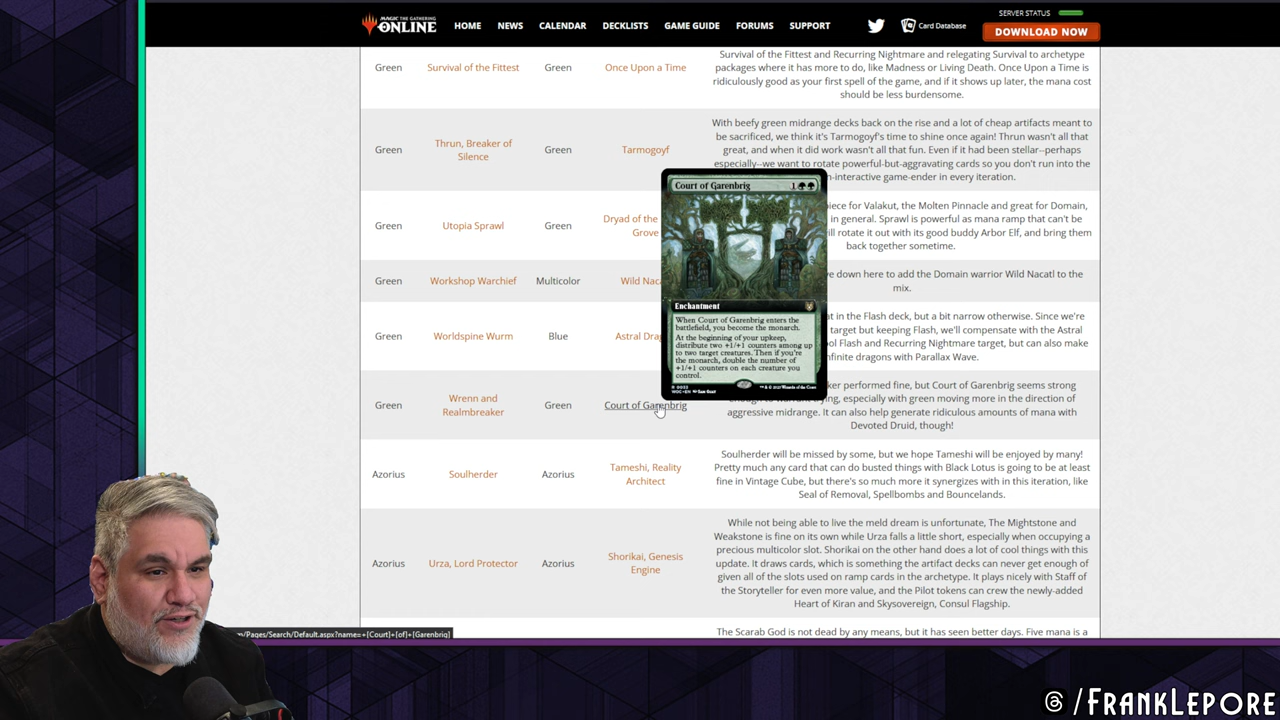 MAGIC THE GATHERING
ONLINE
HOME
NEWS
CALENDAR
DECKLISTS
GAME GUIDE
FORUMS
SUPPORT
Card Database
SERVER STATUS
DOWNLOAD NOW
Green
Survival of the Fittest
Green
Once Upon a Time
Survival of the Fittest and Recurring Nightmare and relegating Survival to archetype
packages where it has more to do, like Madness or Living Death. Once Upon a Time is
ridiculously good as your first spell of the game, and if it shows up later, the mana cost
should be less burdensome.
Green
Thrun, Breaker of
Silence
Green
Tarmogoyf
With beefy green midrange decks back on the rise and a lot of cheap artifacts meant to
be sacrificed, we think it's Tarmogoyf's time to shine once again! Thrun wasn't all that
great, and when it did work wasn't all that fun. Even if it had been stellar--perhaps
especially--we want to rotate powerful-but-aggravating cards so you don't run into the
n-interactive game-ender in every iteration.
Green
Utopia Sprawl
Green
Dryad of the
Grove
piece for Valakut, the Molten Pinnacle and great for Domain,
in general. Sprawl is powerful as mana ramp that can't be
ill rotate it out with its good buddy Arbor Elf, and bring them
back together sometime.
Green
Workshop Warchief
Multicolor
Wild Naca
ve down here to add the Domain warrior Wild Nacatl to the
mix.
Green
Worldspine Wurm
Blue
Astral Drag
at in the Flash deck, but a bit narrow otherwise. Since we're
target but keeping Flash, we'll compensate with the Astral
ol Flash and Recurring Nightmare target, but can also make
nfinite dragons with Parallax Wave.
Court of Garenbrig
1
Enchantment
When Court of Garenbrig enters the
battlefield, you become the monarch.
At the beginning of your upkeep,
distribute two +1/+1 counters among up
to two target creatures. Then if you're
the monarch, double the number of
+1/+1 counters on each creature you
control.
Green
Wrenn and
Realmbreaker
Green
Court of Garenbrig
ker performed fine, but Court of Garenbrig seems strong
enough to warrant trying, especially with green moving more in the direction of
aggressive midrange. It can also help generate ridiculous amounts of mana with
Devoted Druid, though!
Azorius
Soulherder
Azorius
Tameshi, Reality
Architect
Soulherder will be missed by some, but we hope Tameshi will be enjoyed by many!
Pretty much any card that can do busted things with Black Lotus is going to be at least
fine in Vintage Cube, but there's so much more it synergizes with in this iteration, like
Seal of Removal, Spellbombs and Bouncelands.
Azorius
Urza, Lord Protector
Azorius
Shorikai, Genesis
Engine
While not being able to live the meld dream is unfortunate, The Mightstone and
Weakstone is fine on its own while Urza falls a little short, especially when occupying a
precious multicolor slot. Shorikai on the other hand does a lot of cool things with this
update. It draws cards, which is something the artifact decks can never get enough of
given all of the slots used on ramp cards in the archetype. It plays nicely with Staff of
the Storyteller for even more value, and the Pilot tokens can crew the newly-added
Heart of Kiran and Skysovereign, Consul Flagship.
The Scarab God is not dead by any means, but it has seen better days. Five mana is a
m/Pages/Search/Default.aspx?name=+[Court]+[of]+[Garenbrig]
/FRANKLEPORE